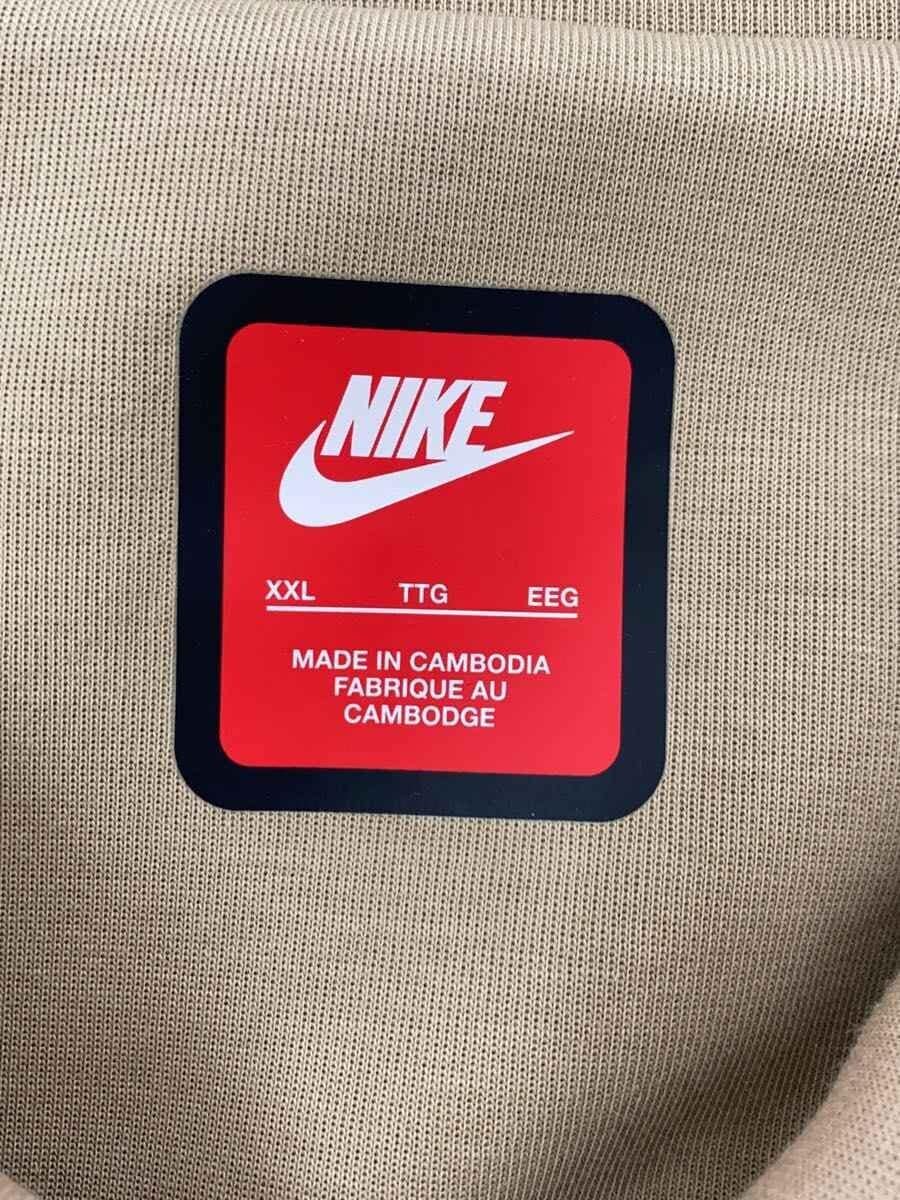 NIKE
XXL TTG EEG
MADE IN CAMBODIA
FABRIQUE AU
CAMBODGE